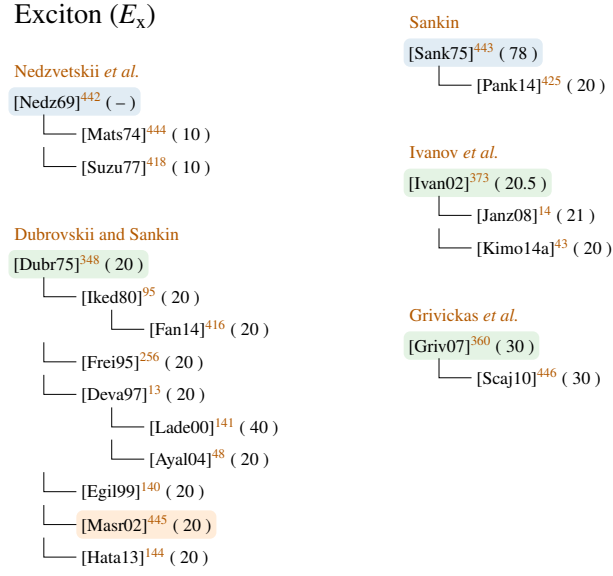 Exciton (Ex)
Nedzvetskii et al.
[Nedz69]442 ( – )
[Mats74]444 ( 10 )
[Suzu77]418 ( 10 )
Dubrovskii and Sankin
[Dubr75]348 ( 20 )
[Iked80]95 ( 20 )
[Fan14]416 ( 20 )
[Frei95]256 ( 20 )
[Deva97]13 ( 20 )
[Lade00]141 ( 40 )
[Ayal04]48 ( 20 )
[Egil99]140 ( 20 )
[Masr02]445 ( 20 )
[Hata13]144 ( 20 )
Sankin
[Sank75]443 ( 78 )
[Pank14]425 ( 20 )
Ivanov et al.
[Ivan02]373 ( 20.5 )
[Janz08]14 ( 21 )
[Kimo14a]43 ( 20 )
Grivickas et al.
[Griv07]360 ( 30 )
[Scaj10]446 ( 30 )